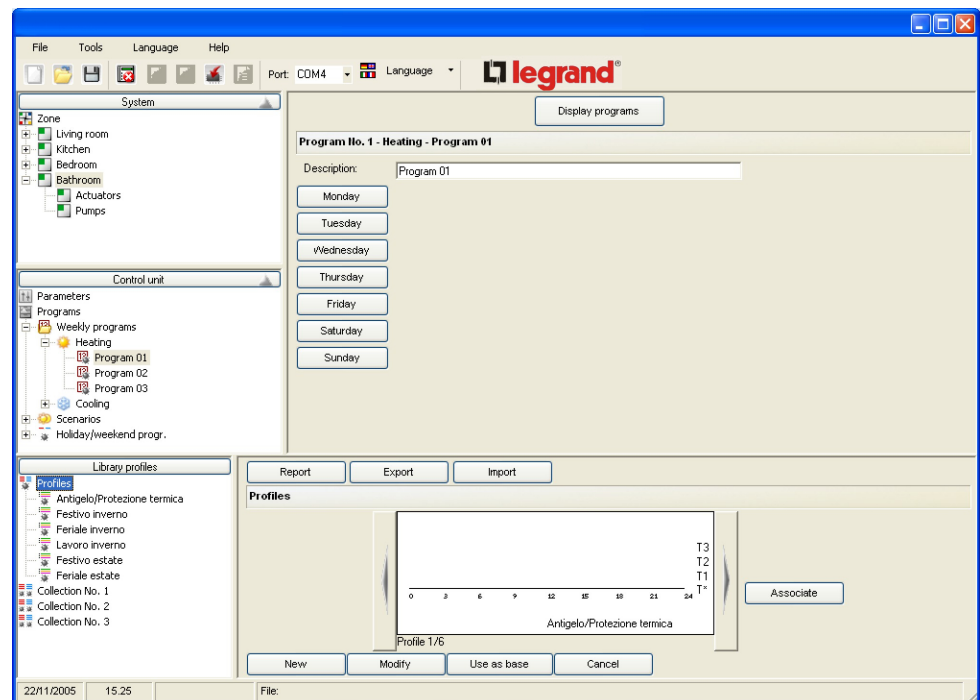 File Tools Language Help
Port: COM4 Language legrand®
System
Zone
Living room
Kitchen
Bedroom
Bathroom
Actuators
Pumps
Display programs
Program No. 1 - Heating - Program 01
Description: Program 01
Monday
Tuesday
Wednesday
Thursday
Friday
Saturday
Sunday
Control unit
Parameters
Programs
Weekly programs
Heating
Program 01
Program 02
Program 03
Cooling
Scenarios
Holiday/weekend progr.
Library profiles
Profiles
Antigelo/Protezione termica
Festivo inverno
Feriale inverno
Lavoro inverno
Festivo estate
Feriale estate
Collection No. 1
Collection No. 2
Collection No. 3
Report Export Import
Profiles
T3
T2
T1
T*
0 3 6 9 12 15 18 21 24
Antigelo/Protezione termica
Profile 1/6
Associate
New Modify Use as base Cancel
22/11/2005 15.25 File: